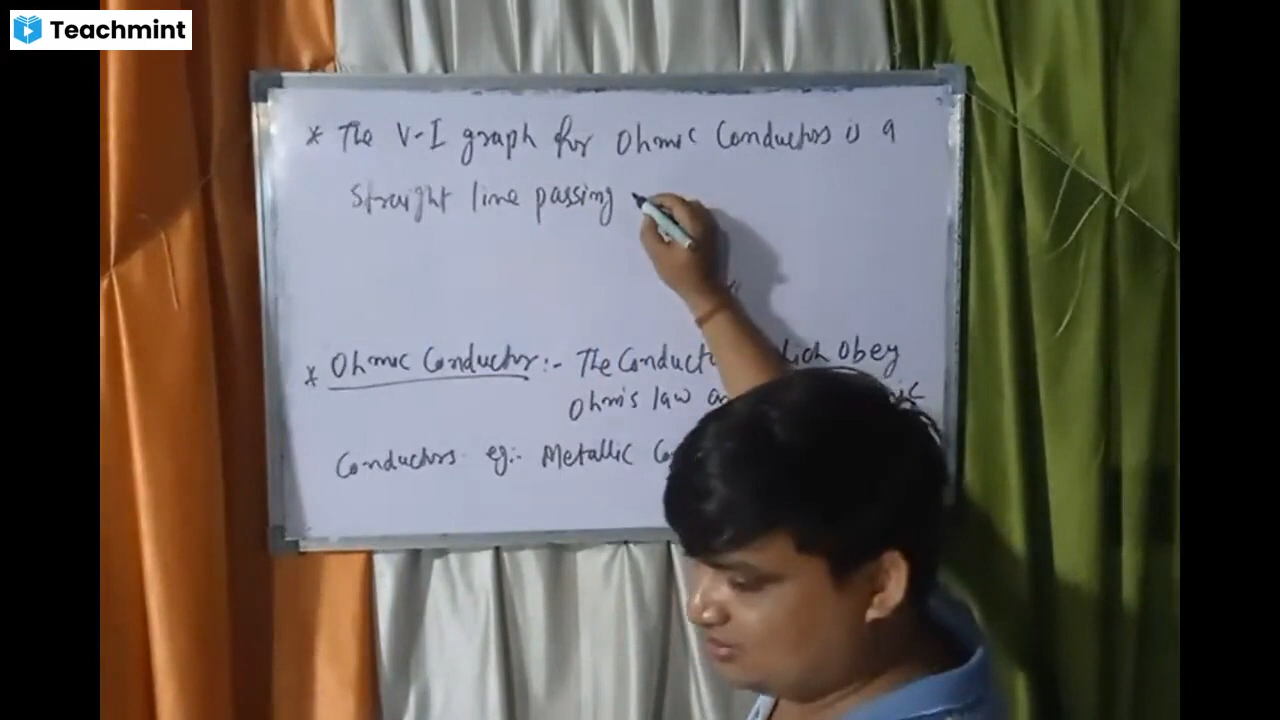 Teachmint
* The V-I graph for Ohmic Conductors is a
straight line passing
* Ohmic Conductor :- The Conduct which obey
Ohm's law
Conductors eg:- Metallic